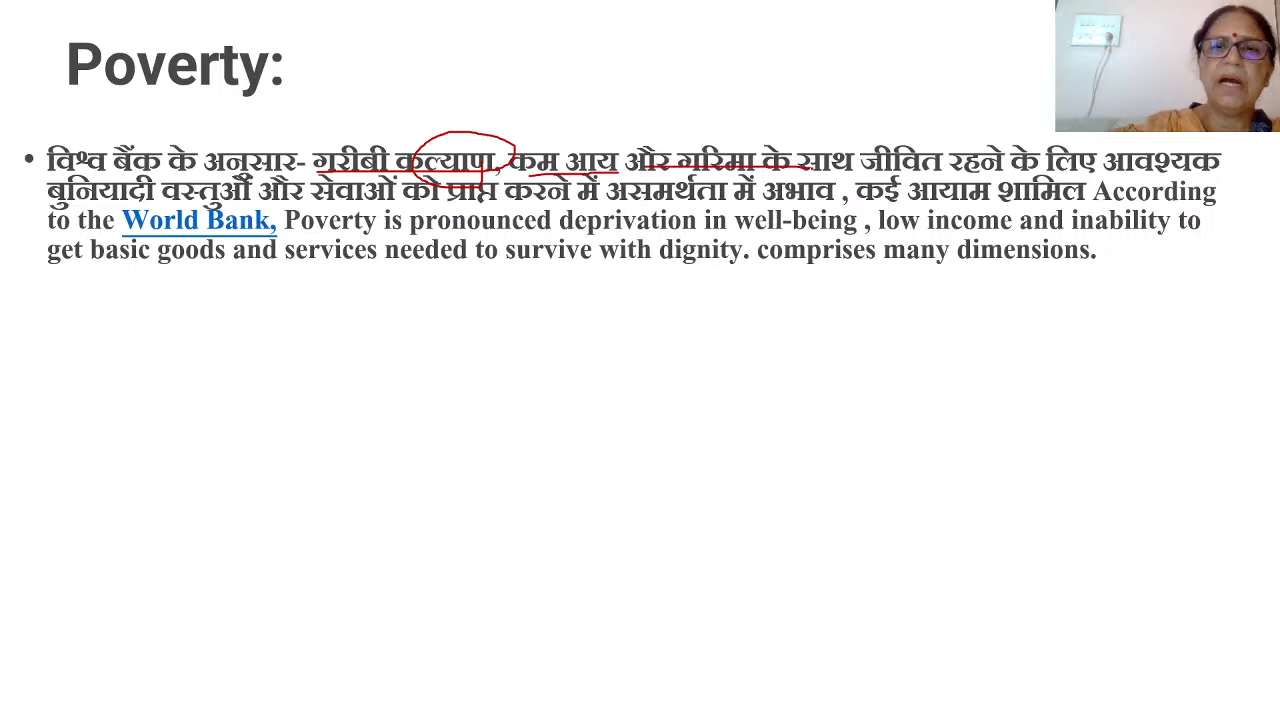 Poverty:
• विश्व बैंक के अनुसार- गरीबी कल्याण, कम आय और गरिमा के साथ जीवित रहने के लिए आवश्यक
बुनियादी वस्तुओं और सेवाओं को प्राप्त करने में असमर्थता में अभाव , कई आयाम शामिल According
to the World Bank, Poverty is pronounced deprivation in well-being , low income and inability to
get basic goods and services needed to survive with dignity. comprises many dimensions.